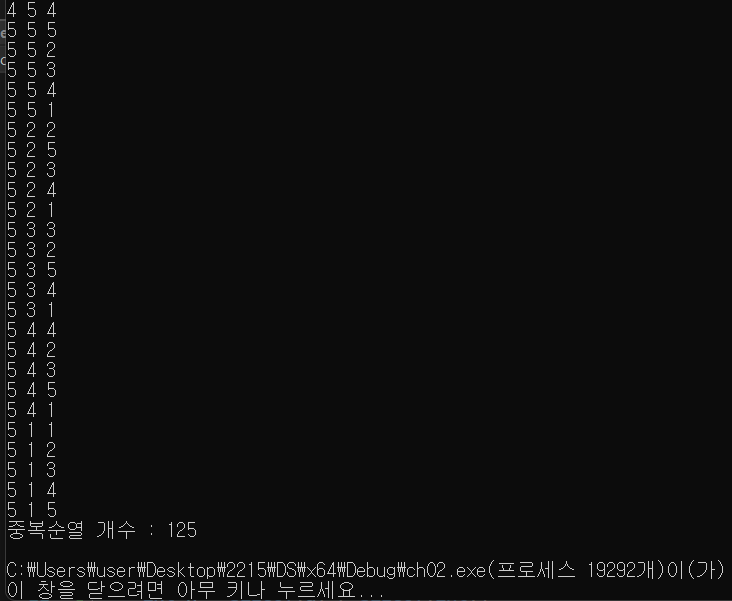 4 5 4
5 5 5
5 5 2
5 5 3
5 5 4
5 5 1
5 2 2
5 2 5
5 2 3
5 2 4
5 2 1
5 3 3
5 3 2
5 3 5
5 3 4
5 3 1
5 4 4
5 4 2
5 4 3
5 4 5
5 4 1
5 1 1
5 1 2
5 1 3
5 1 4
5 1 5
중복순열 개수 : 125
C:₩Users₩user₩Desktop₩2215₩DS₩x64₩Debug₩ch02.exe(프로세스 19292개)이(가)
이 창을 닫으려면 아무 키나 누르세요...